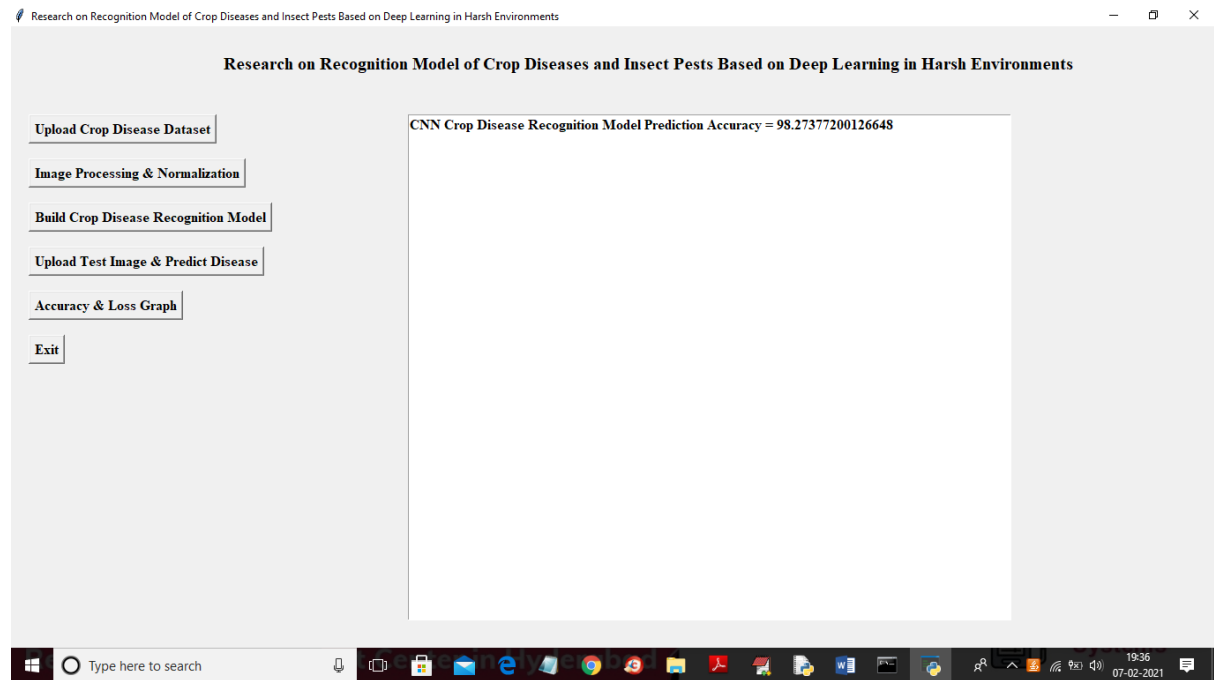 Research on Recognition Model of Crop Diseases and Insect Pests Based on Deep Learning in Harsh Environments
Research on Recognition Model of Crop Diseases and Insect Pests Based on Deep Learning in Harsh Environments
Upload Crop Disease Dataset
CNN Crop Disease Recognition Model Prediction Accuracy = 98.27377200126648
Image Processing & Normalization
Build Crop Disease Recognition Model
Upload Test Image & Predict Disease
Accuracy & Loss Graph
Exit
Type here to search
19:36
07-02-2021